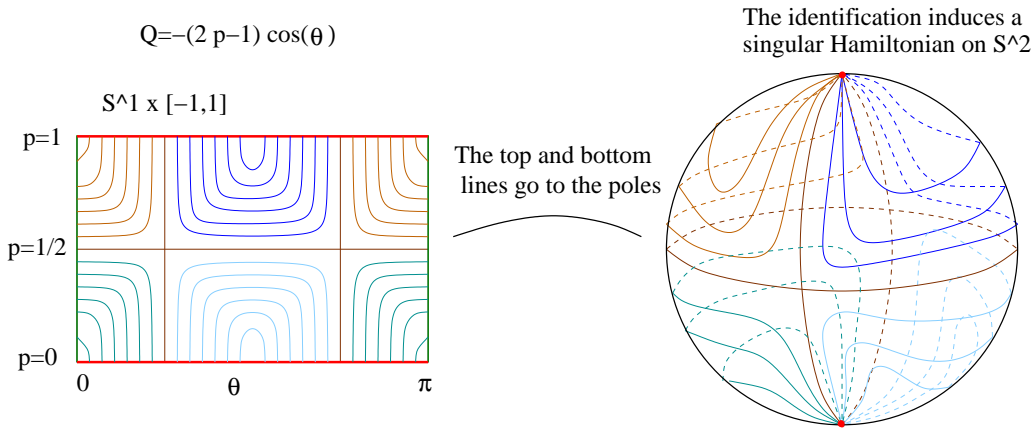 Q=−(2 p−1) cos(θ)
The identification induces a
singular Hamiltonian on S^2
S^1 x [−1,1]
p=1
The top and bottom
lines go to the poles
p=1/2
p=0
0 θ π